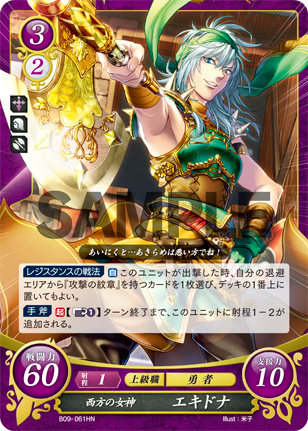 3
2
SAMPLE
あいにくと…あきらめは悪い方でね!
レジスタンスの戦法 自 このユニットが出撃した時、自分の退避
エリアから『攻撃の紋章』を持つカードを1枚選び、デッキの1番上に
置いてもよい。
手斧 起 【 1】ターン終了まで、このユニットに射程1-2が
追加される。
戦闘力
60
射程 1 上級職 勇者
支援力
10
西方の女神 エキドナ
B09-061HN
Illust:米子